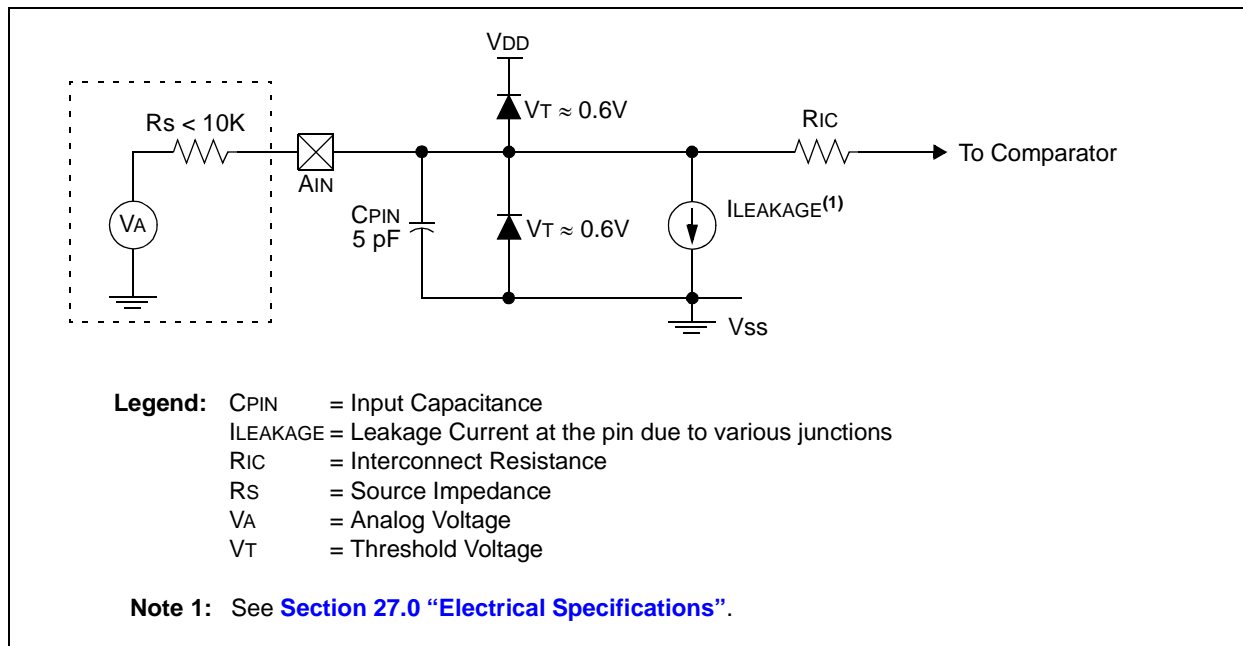 VDD
VT ≈ 0.6V
Rs < 10K
RIC
To Comparator
AIN
VA
CPIN
5 pF
VT ≈ 0.6V
ILEAKAGE(1)
Vss
Legend: CPIN = Input Capacitance
ILEAKAGE = Leakage Current at the pin due to various junctions
RIC = Interconnect Resistance
RS = Source Impedance
VA = Analog Voltage
VT = Threshold Voltage
Note 1: See Section 27.0 “Electrical Specifications”.